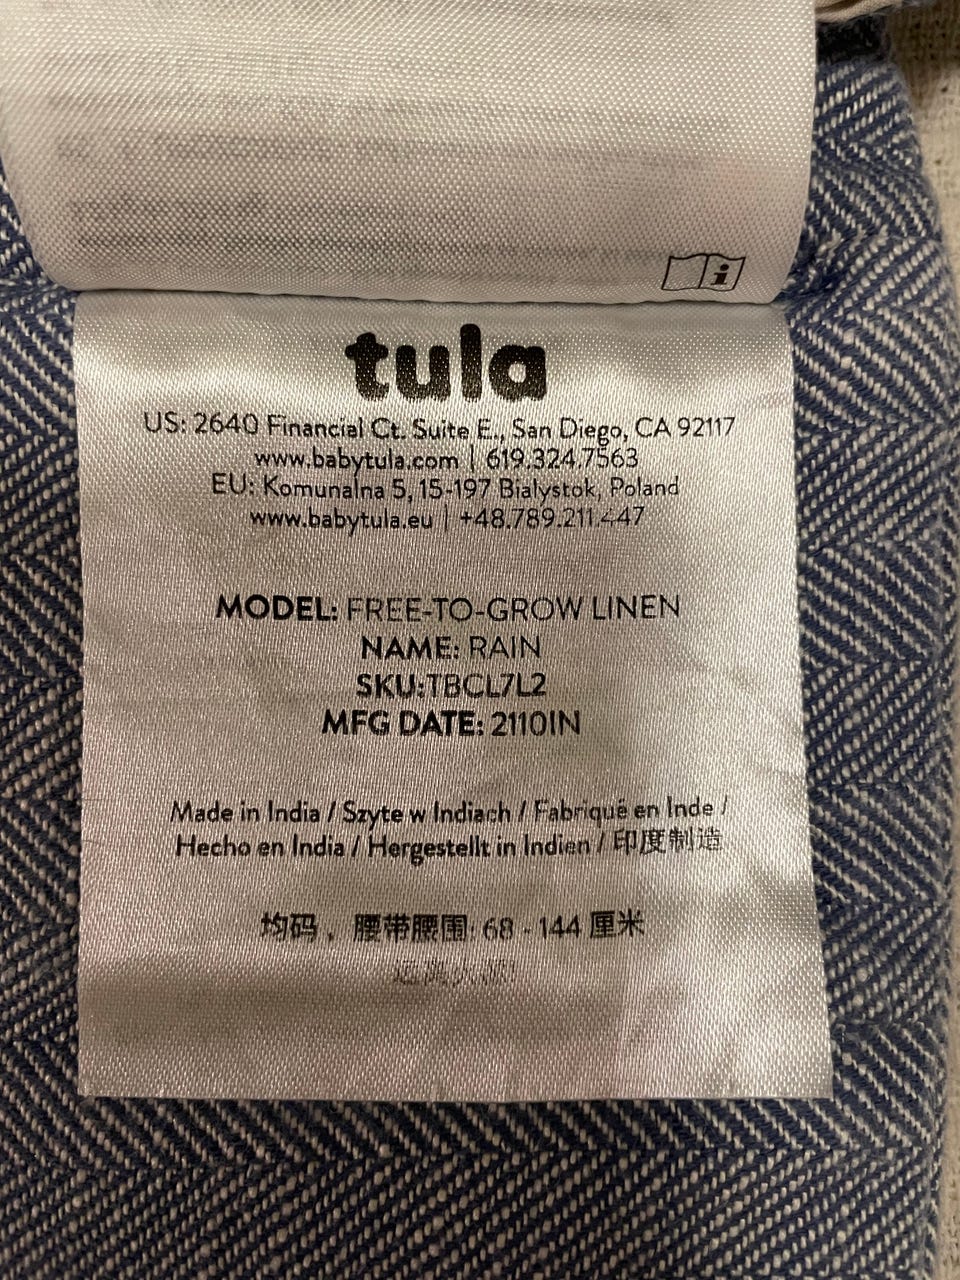 tula
US: 2640 Financial Ct. Suite E., San Diego, CA 92117
www.babytula.com | 619.324.7563
EU: Komunalna 5, 15-197 Bialystok, Poland
www.babytula.eu | +48.789.211.447
MODEL: FREE-TO-GROW LINEN
NAME: RAIN
SKU:TBCL7L2
MFG DATE: 2110IN
Made in India / Szyte w Indiach / Fabriqué en Inde /
Hecho en India / Hergestellt in Indien / 印度制造
均码，腰带腰围: 68 - 144 厘米